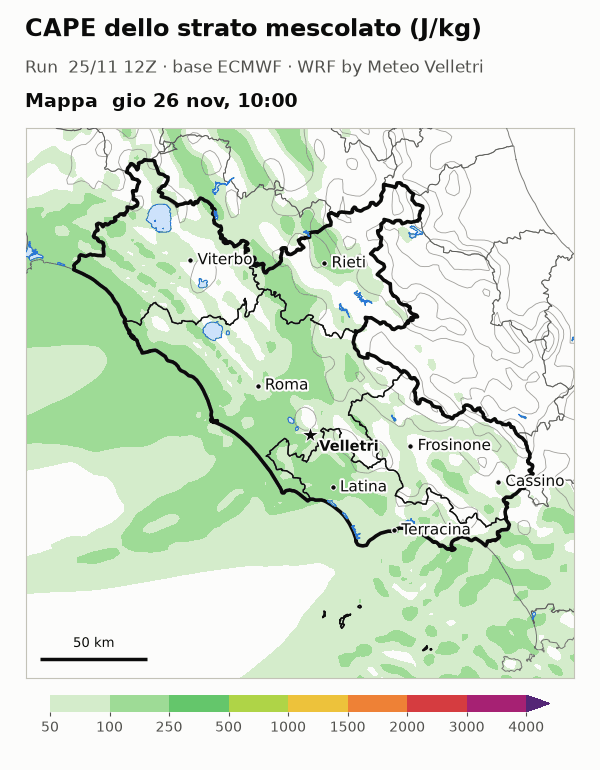 CAPE dello strato mescolato (J/kg)
Run  25/11 12Z · base ECMWF · WRF by Meteo Velletri
Mappa  gio 26 nov, 10:00
Viterbo
Rieti
Roma
Velletri
Frosinone
Cassino
Latina
Terracina
50 km
50 100 250 500 1000 1500 2000 3000 4000